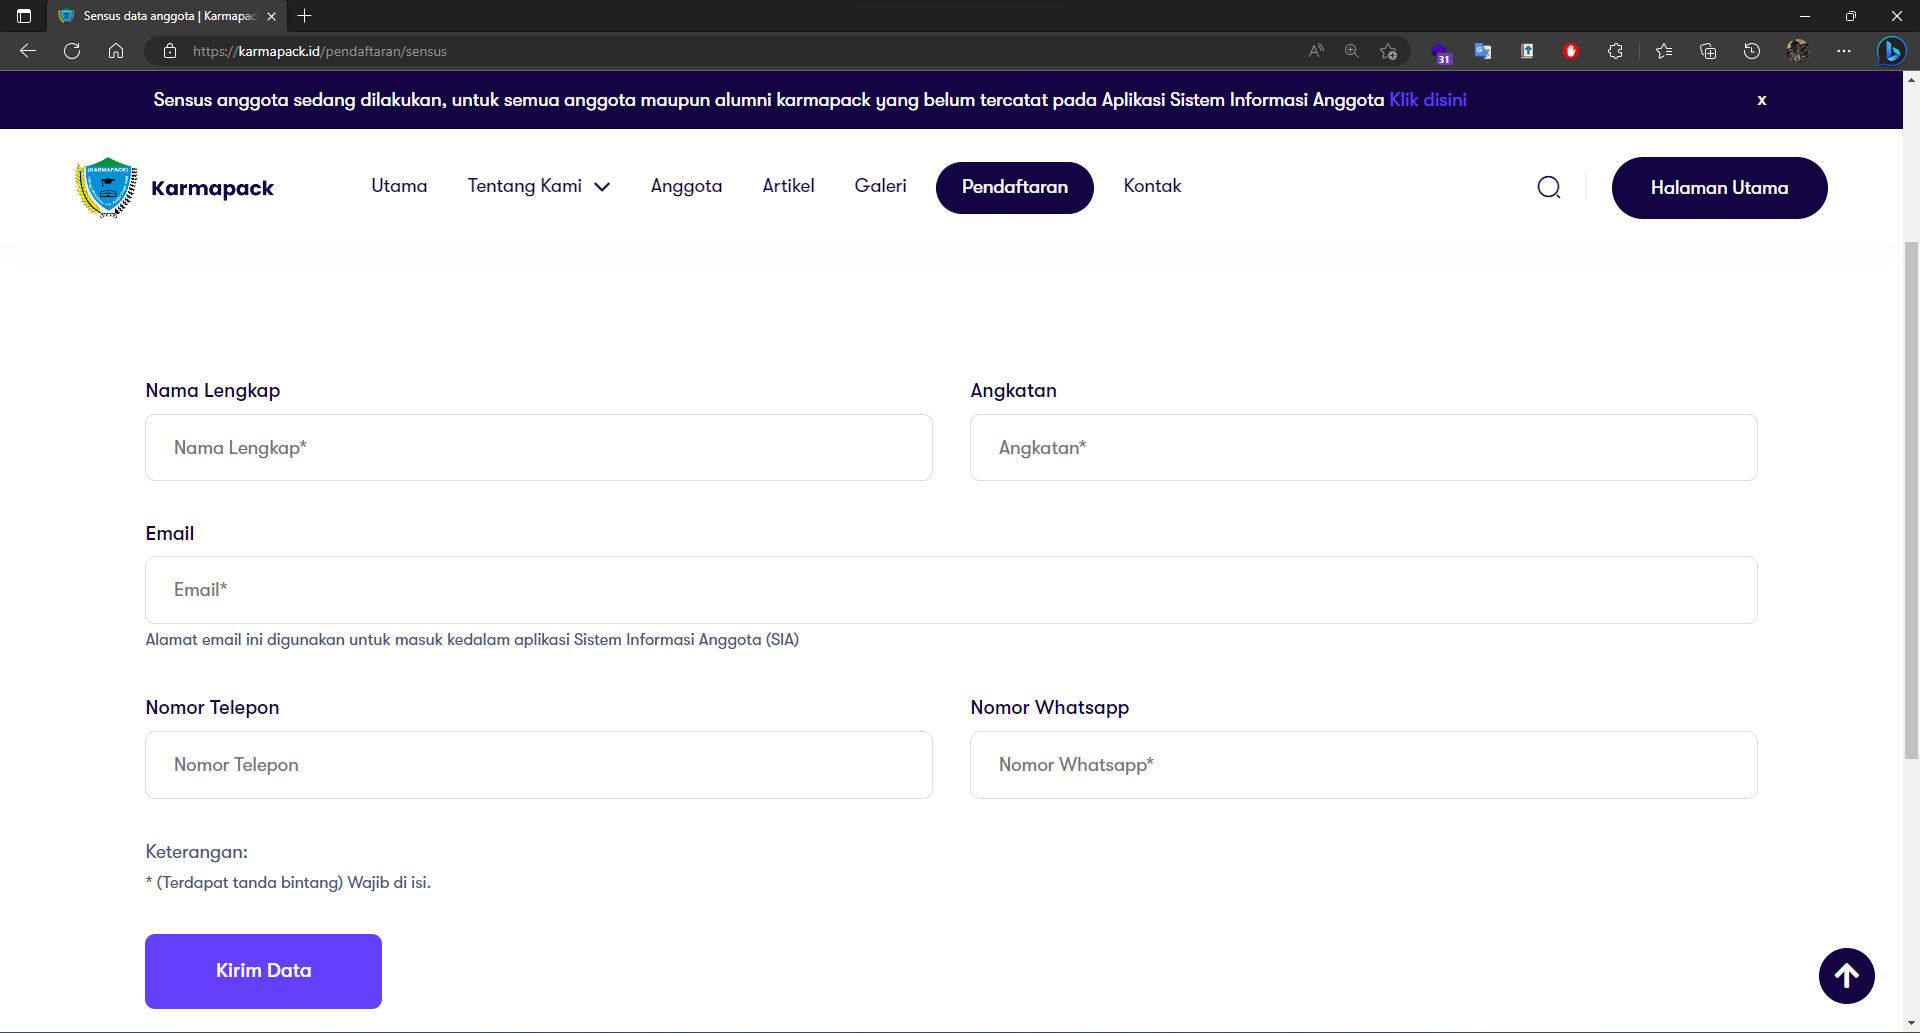 Sensus data anggota | Karmapac
https://karmapack.id/pendaftaran/sensus
31
Sensus anggota sedang dilakukan, untuk semua anggota maupun alumni karmapack yang belum tercatat pada Aplikasi Sistem Informasi Anggota Klik disini
x
(KARMAPACK)
Karmapack
Utama
Tentang Kami
Anggota
Artikel
Galeri
Pendaftaran
Kontak
Halaman Utama
Nama Lengkap
Angkatan
Nama Lengkap*
Angkatan*
Email
Email*
Alamat email ini digunakan untuk masuk kedalam aplikasi Sistem Informasi Anggota (SIA)
Nomor Telepon
Nomor Whatsapp
Nomor Telepon
Nomor Whatsapp*
Keterangan:
* (Terdapat tanda bintang) Wajib di isi.
Kirim Data